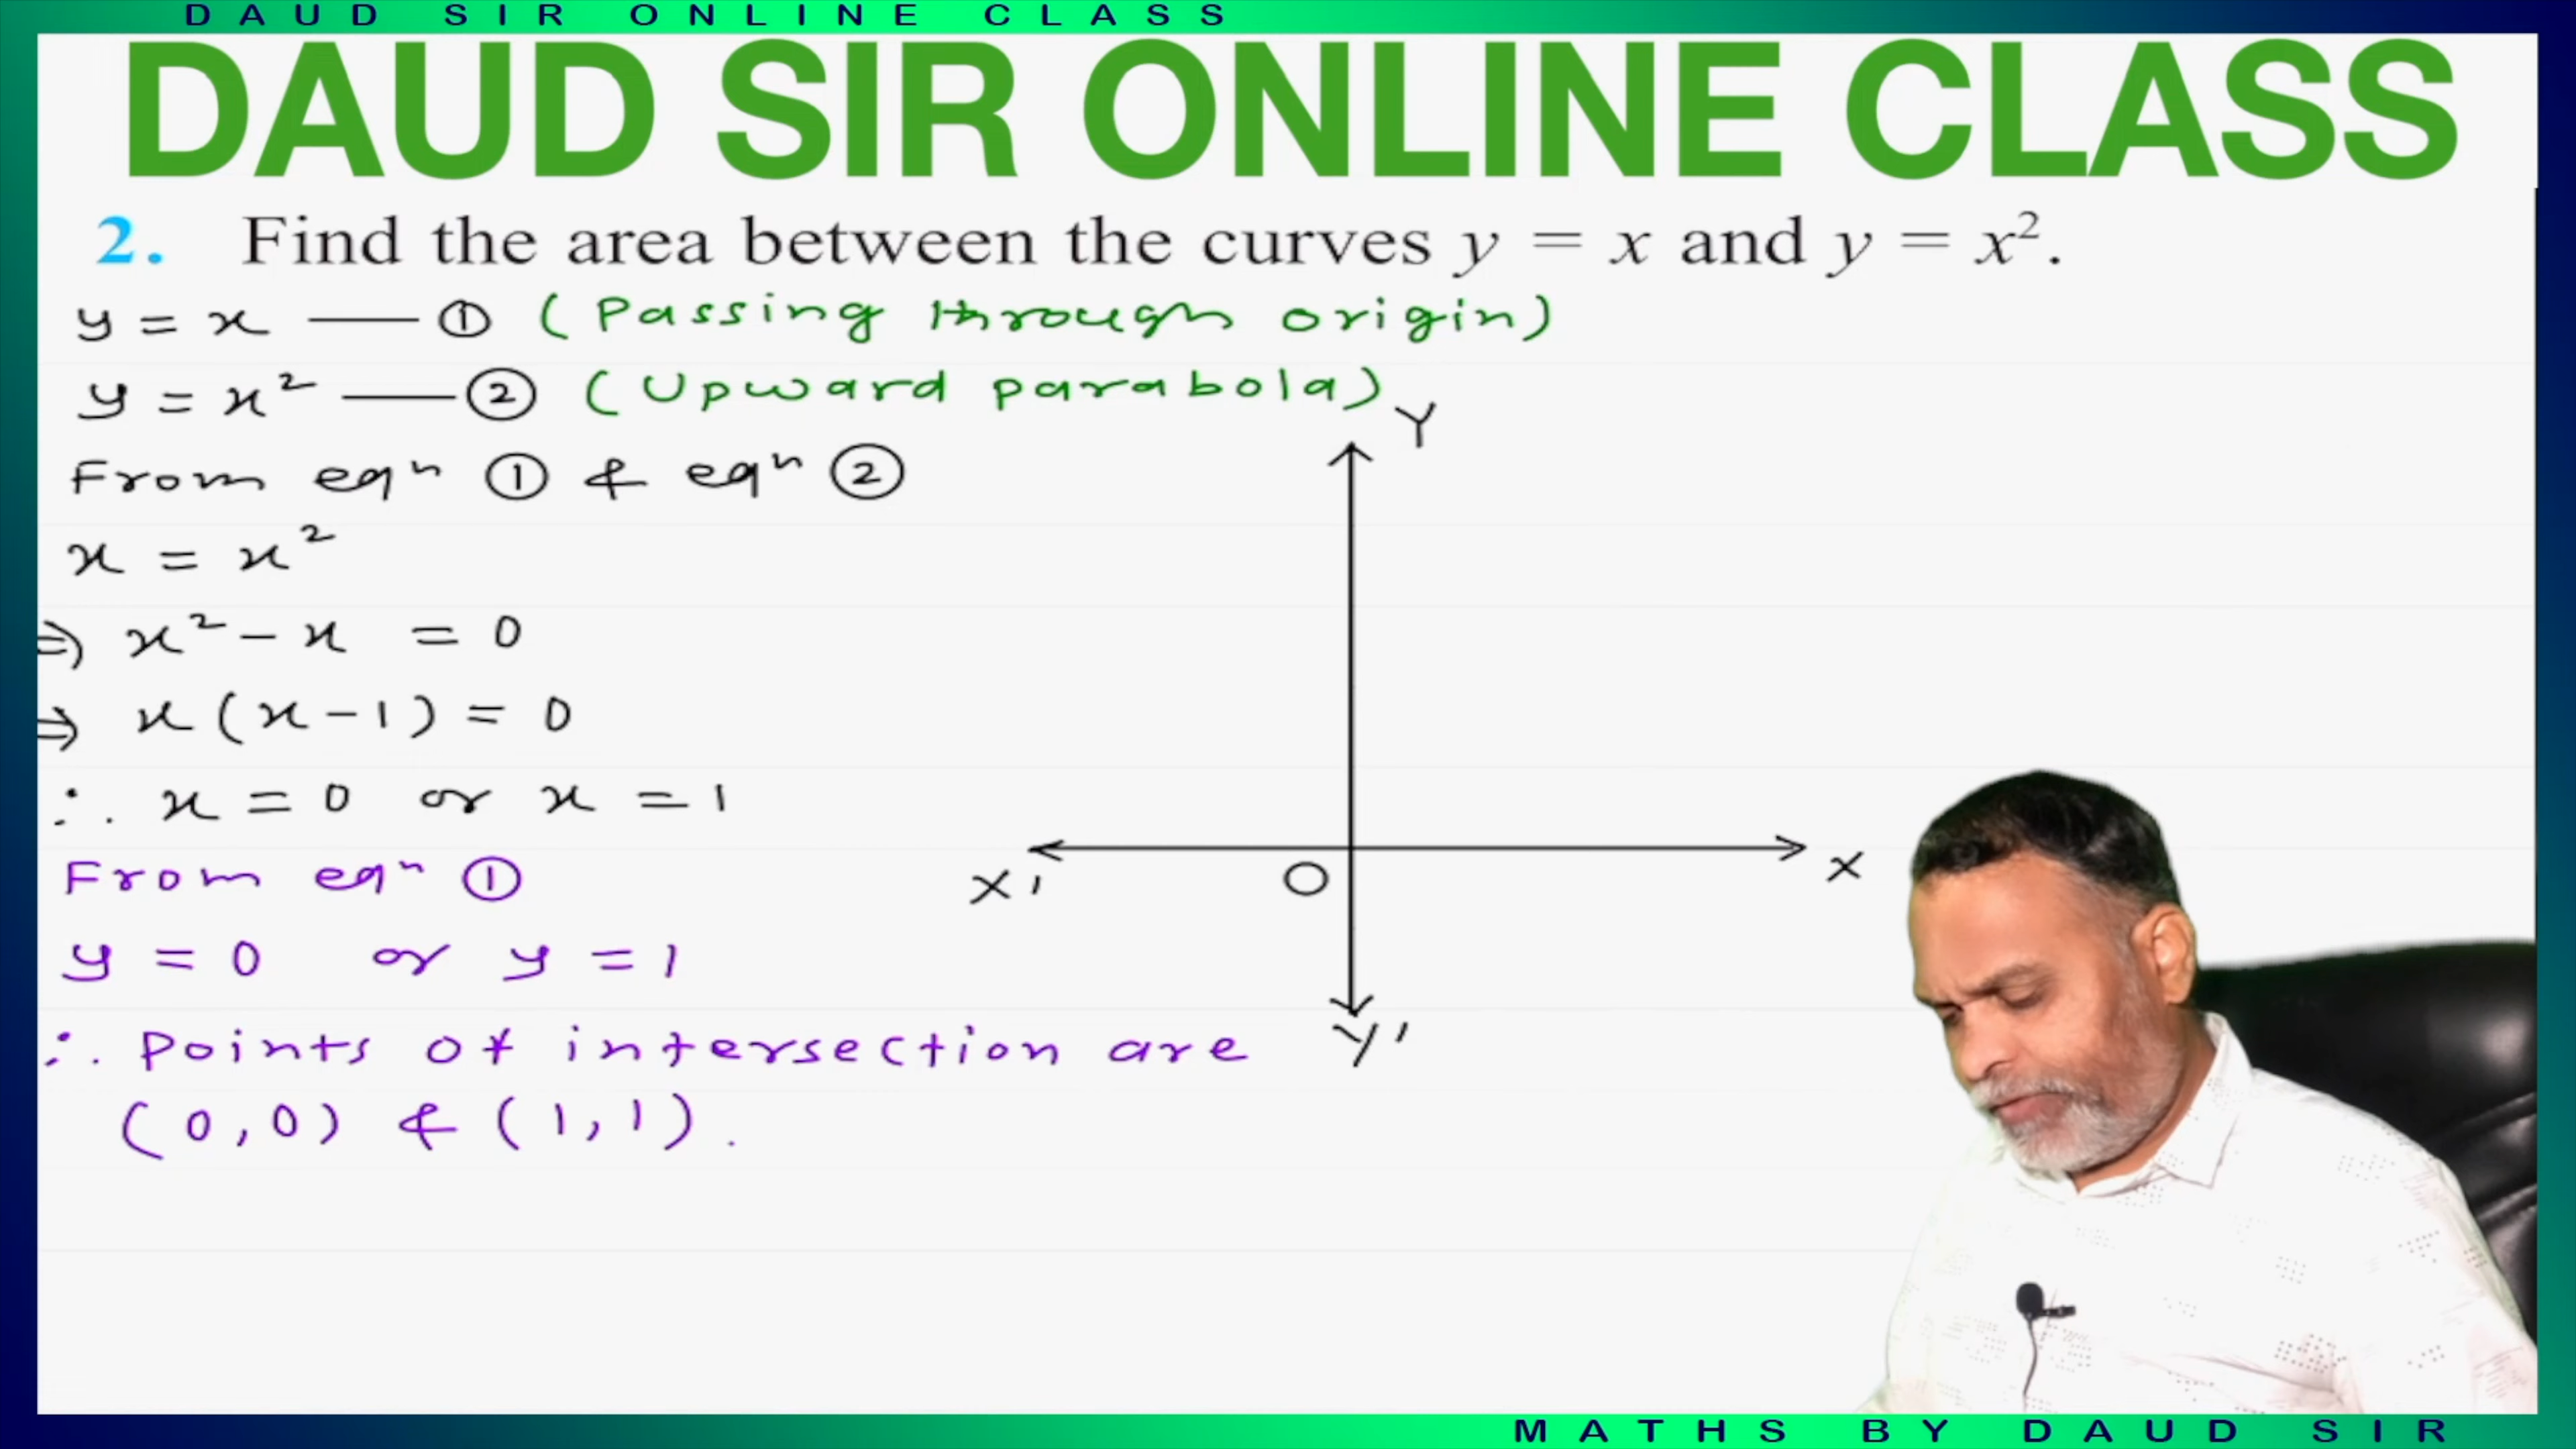 DAUD SIR ONLINE CLASS
DAUD SIR ONLINE CLASS
2. Find the area between the curves y = x and y = x².
y = x —— ① (Passing through origin)
y = x² —— ② (Upward parabola)
From eqⁿ ① & eqⁿ ②
x = x²
⇒ x² - x = 0
⇒ x(x-1) = 0
∴ x = 0 or x = 1
From eqⁿ ①
y = 0 or y = 1
∴ Points of intersection are
(0,0) & (1,1).
Y
X'
O
X
Y'
MATHS BY DAUD SIR